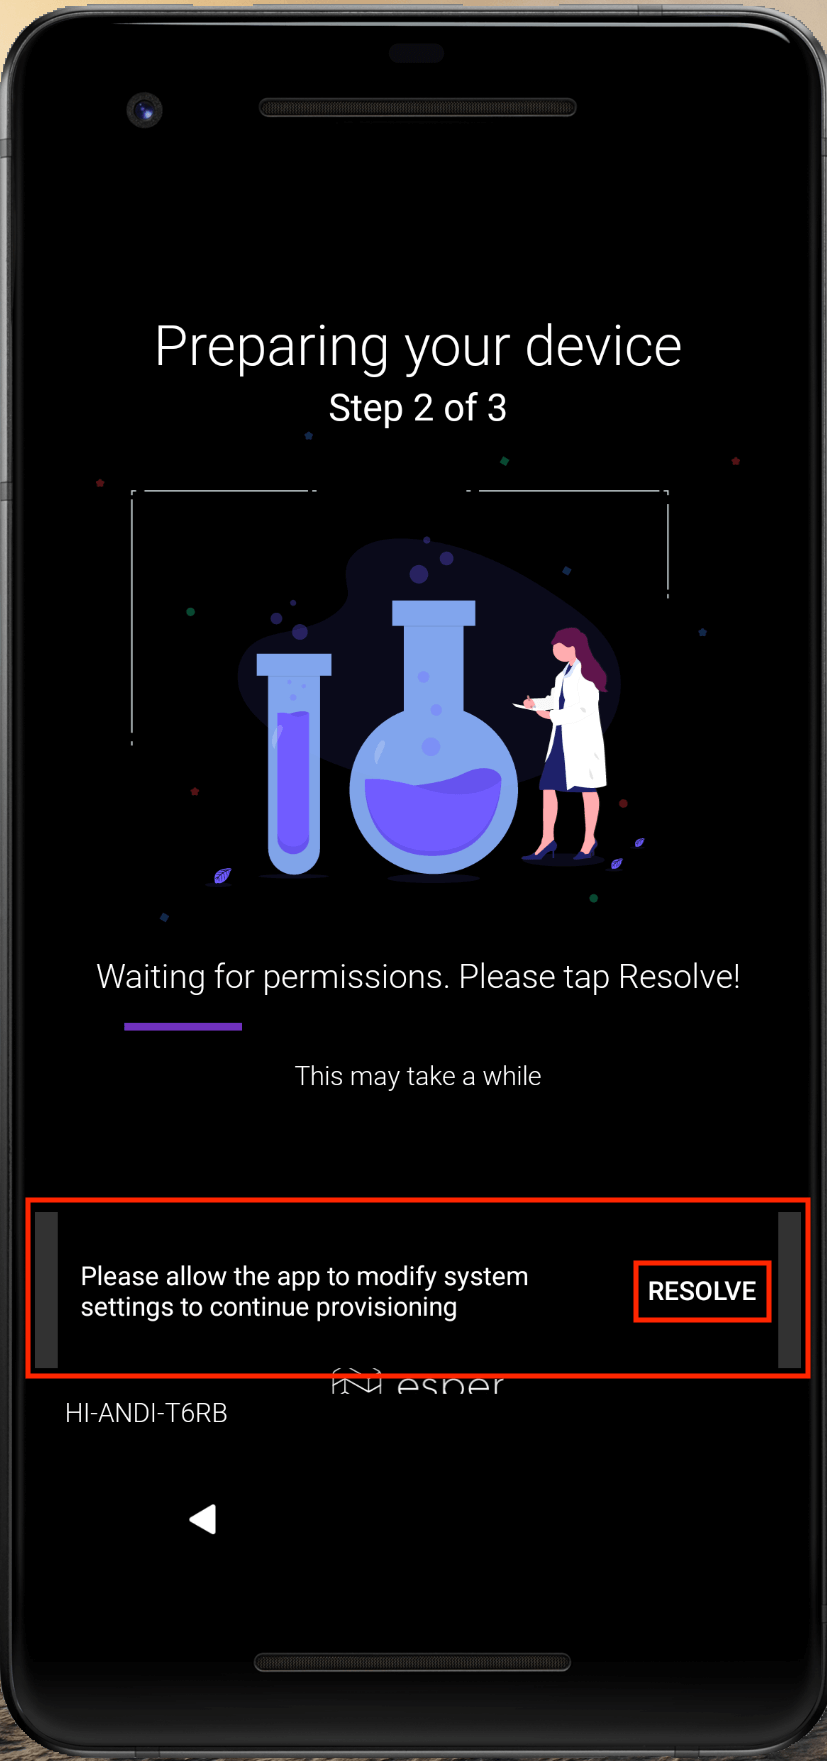 Preparing your device
Step 2 of 3
Waiting for permissions. Please tap Resolve!
This may take a while
Please allow the app to modify system
settings to continue provisioning
RESOLVE
esper
HI-ANDI-T6RB